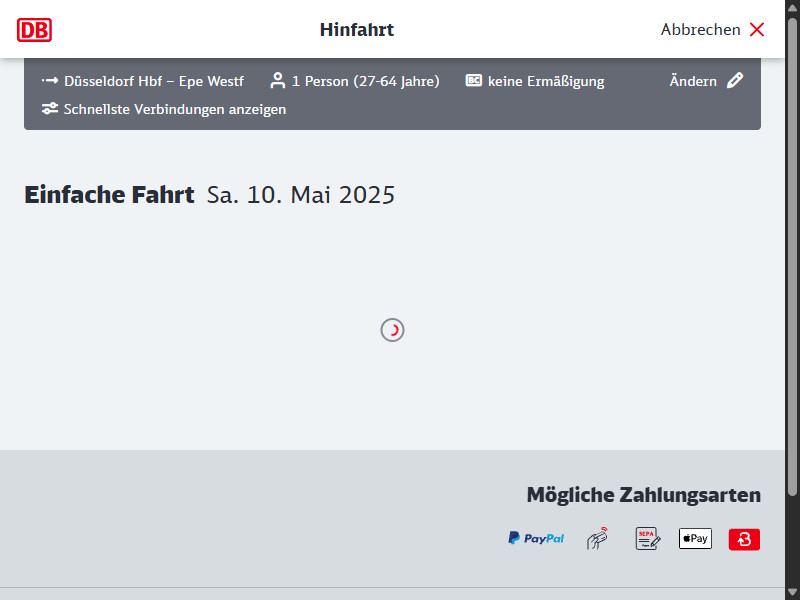 DB
Hinfahrt
Abbrechen
Düsseldorf Hbf – Epe Westf
1 Person (27-64 Jahre)
BC keine Ermäßigung
Ändern
Schnellste Verbindungen anzeigen
Einfache Fahrt Sa. 10. Mai 2025
Mögliche Zahlungsarten
PayPal
SEPA
Pay